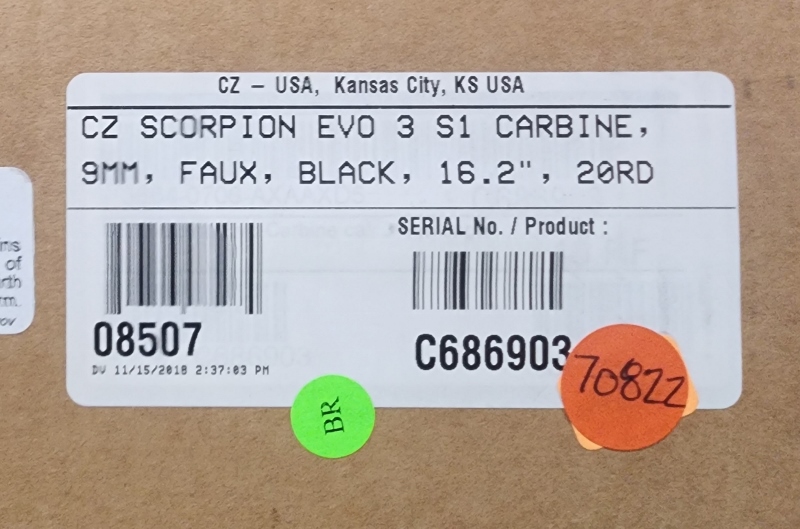 CZ – USA, Kansas City, KS USA
CZ SCORPION EVO 3 S1 CARBINE,
9MM, FAUX, BLACK, 16.2", 20RD
SERIAL No. / Product :
08507
C686903
DV 11/15/2018 2:37:03 PM
BR
70822
of